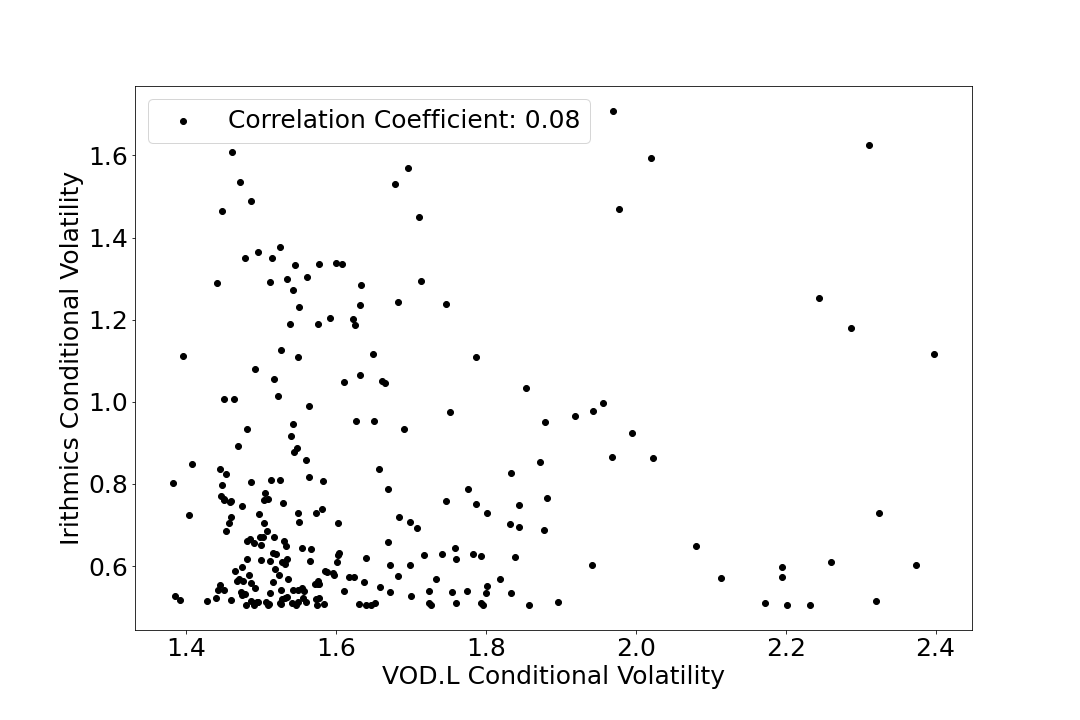 Correlation Coefficient: 0.08
Irithmics Conditional Volatility
1.6
1.4
1.2
1.0
0.8
0.6
1.4 1.6 1.8 2.0 2.2 2.4
VOD.L Conditional Volatility